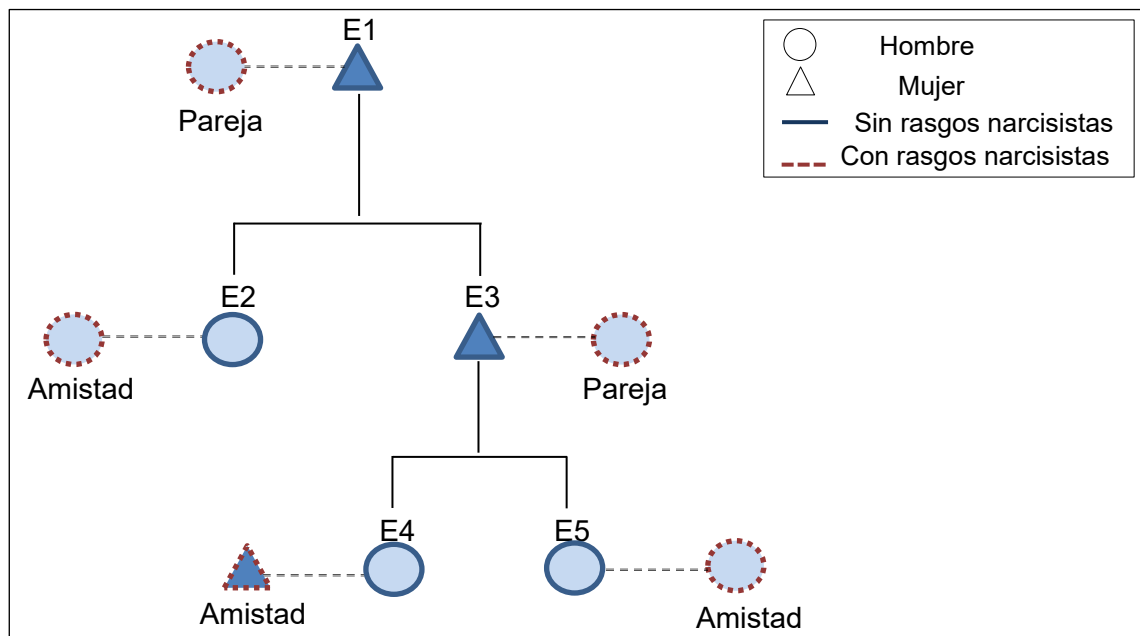 E1
Pareja
Hombre
Mujer
Sin rasgos narcisistas
Con rasgos narcisistas
E2
E3
Amistad
Pareja
E4
E5
Amistad
Amistad